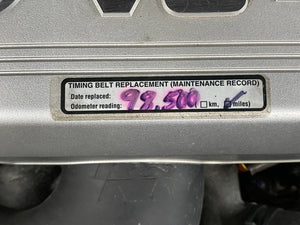 TIMING BELT REPLACEMENT (MAINTENANCE RECORD)
Date replaced:
Odometer reading: 98,500 (☐ km, ☑ miles)